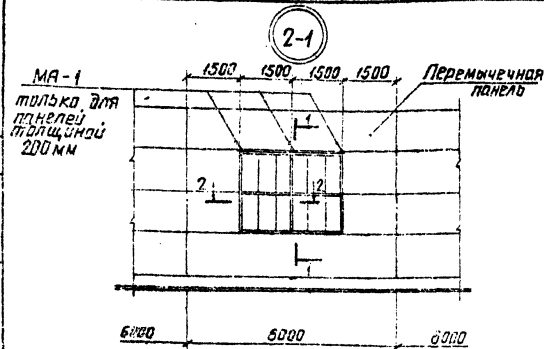 2-1
1500 1500 1500 1500
МА-1
только для
панелей
толщиной
200 мм
Перемычечная
панель
1
2 2
1
6000 6000 6000